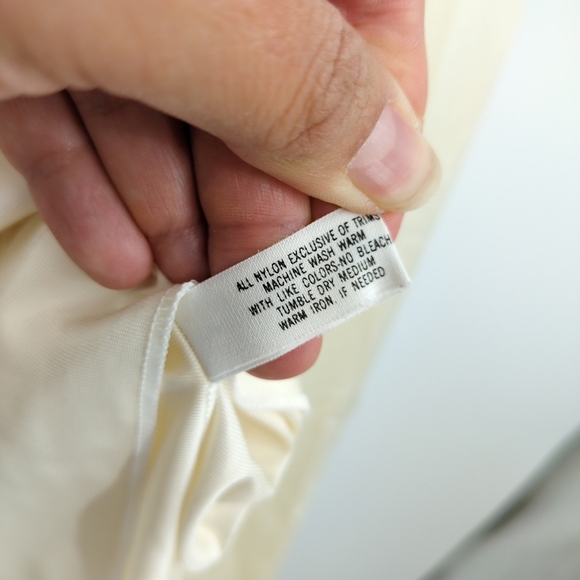 ALL NYLON EXCLUSIVE OF TRIMS
MACHINE WASH WARM
WITH LIKE COLORS-NO BLEACH
TUMBLE DRY MEDIUM
WARM IRON, IF NEEDED